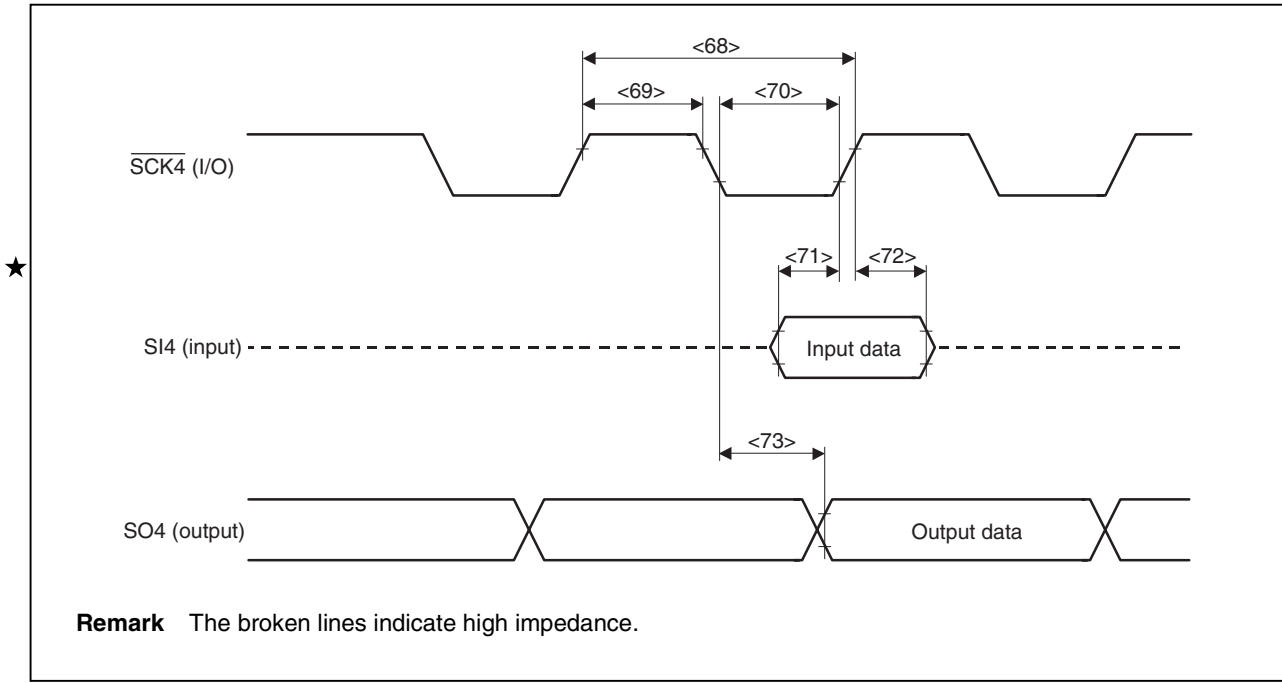 <68>
<69> <70>
SCK4 (I/O)
<71> <72>
★
SI4 (input) Input data
<73>
SO4 (output) Output data
Remark The broken lines indicate high impedance.